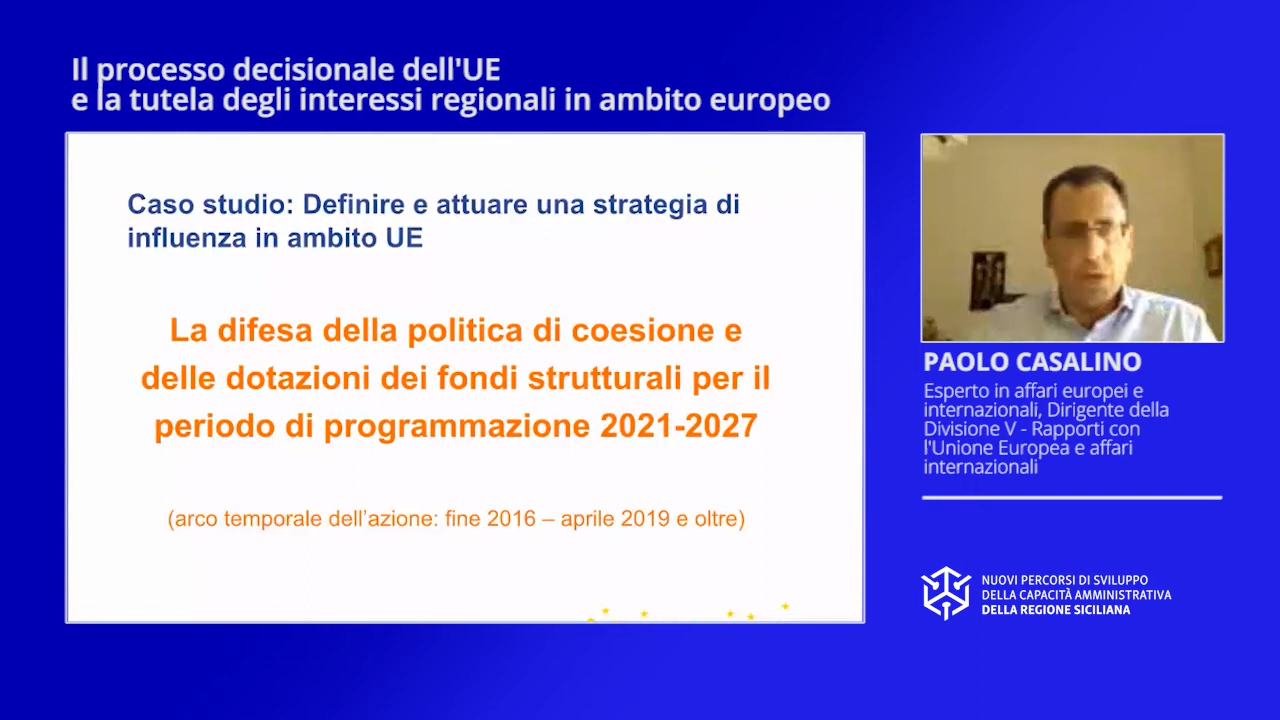 Il processo decisionale dell'UE
e la tutela degli interessi regionali in ambito europeo
Caso studio: Definire e attuare una strategia di
influenza in ambito UE
La difesa della politica di coesione e
delle dotazioni dei fondi strutturali per il
periodo di programmazione 2021-2027
(arco temporale dell’azione: fine 2016 – aprile 2019 e oltre)
PAOLO CASALINO
Esperto in affari europei e
internazionali, Dirigente della
Divisione V - Rapporti con
l'Unione Europea e affari
internazionali
NUOVI PERCORSI DI SVILUPPO
DELLA CAPACITÀ AMMINISTRATIVA
DELLA REGIONE SICILIANA